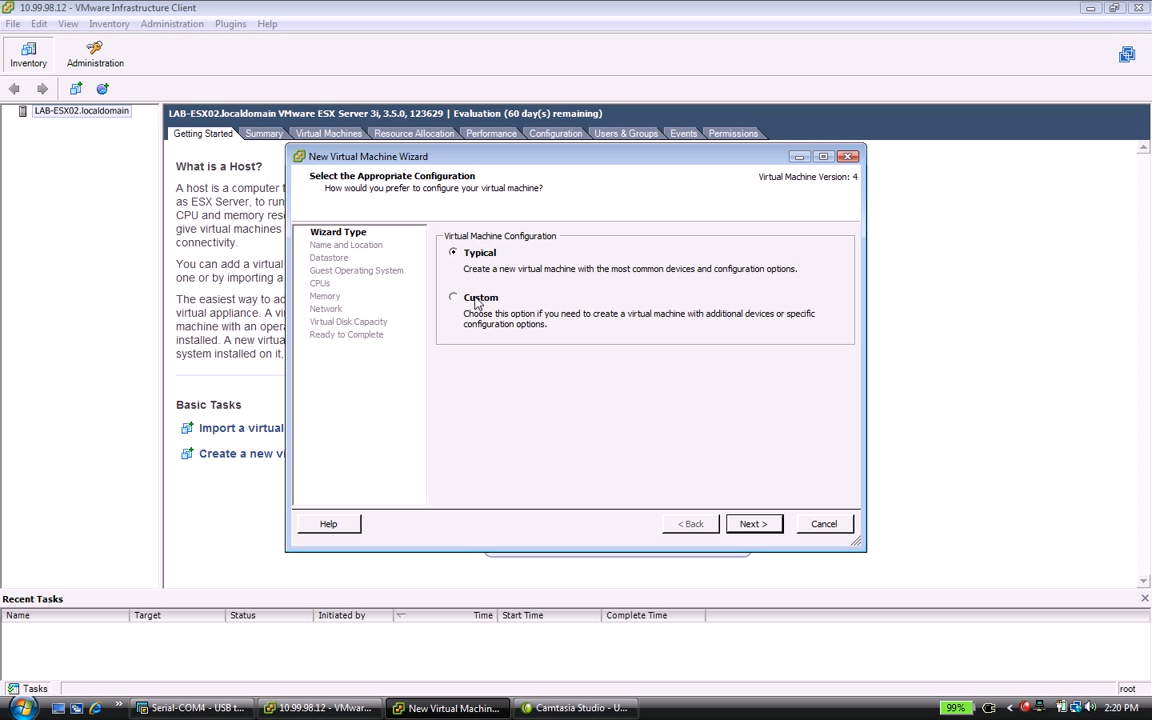 10.99.98.12 - VMware Infrastructure Client
File Edit View Inventory Administration Plugins Help
Inventory Administration
LAB-ESX02.localdomain
LAB-ESX02.localdomain VMware ESX Server 3i, 3.5.0, 123629 | Evaluation (60 day(s) remaining)
Getting Started Summary Virtual Machines Resource Allocation Performance Configuration Users & Groups Events Permissions
What is a Host?
A host is a computer
as ESX Server, to run
CPU and memory res
give virtual machines
connectivity.
You can add a virtual
one or by importing a
The easiest way to ad
virtual appliance. A vi
machine with an oper
installed. A new virtua
system installed on it,
Basic Tasks
Import a virtual
Create a new vi
New Virtual Machine Wizard
Select the Appropriate Configuration
How would you prefer to configure your virtual machine?
Virtual Machine Version: 4
Wizard Type
Name and Location
Datastore
Guest Operating System
CPUs
Memory
Network
Virtual Disk Capacity
Ready to Complete
Virtual Machine Configuration
Typical
Create a new virtual machine with the most common devices and configuration options.
Custom
Choose this option if you need to create a virtual machine with additional devices or specific
configuration options.
Help < Back Next > Cancel
Recent Tasks
Name Target Status Initiated by Time Start Time Complete Time
Tasks root
Serial-COM4 - USB t... 10.99.98.12 - VMwar... New Virtual Machin... Camtasia Studio - U... 99% 2:20 PM